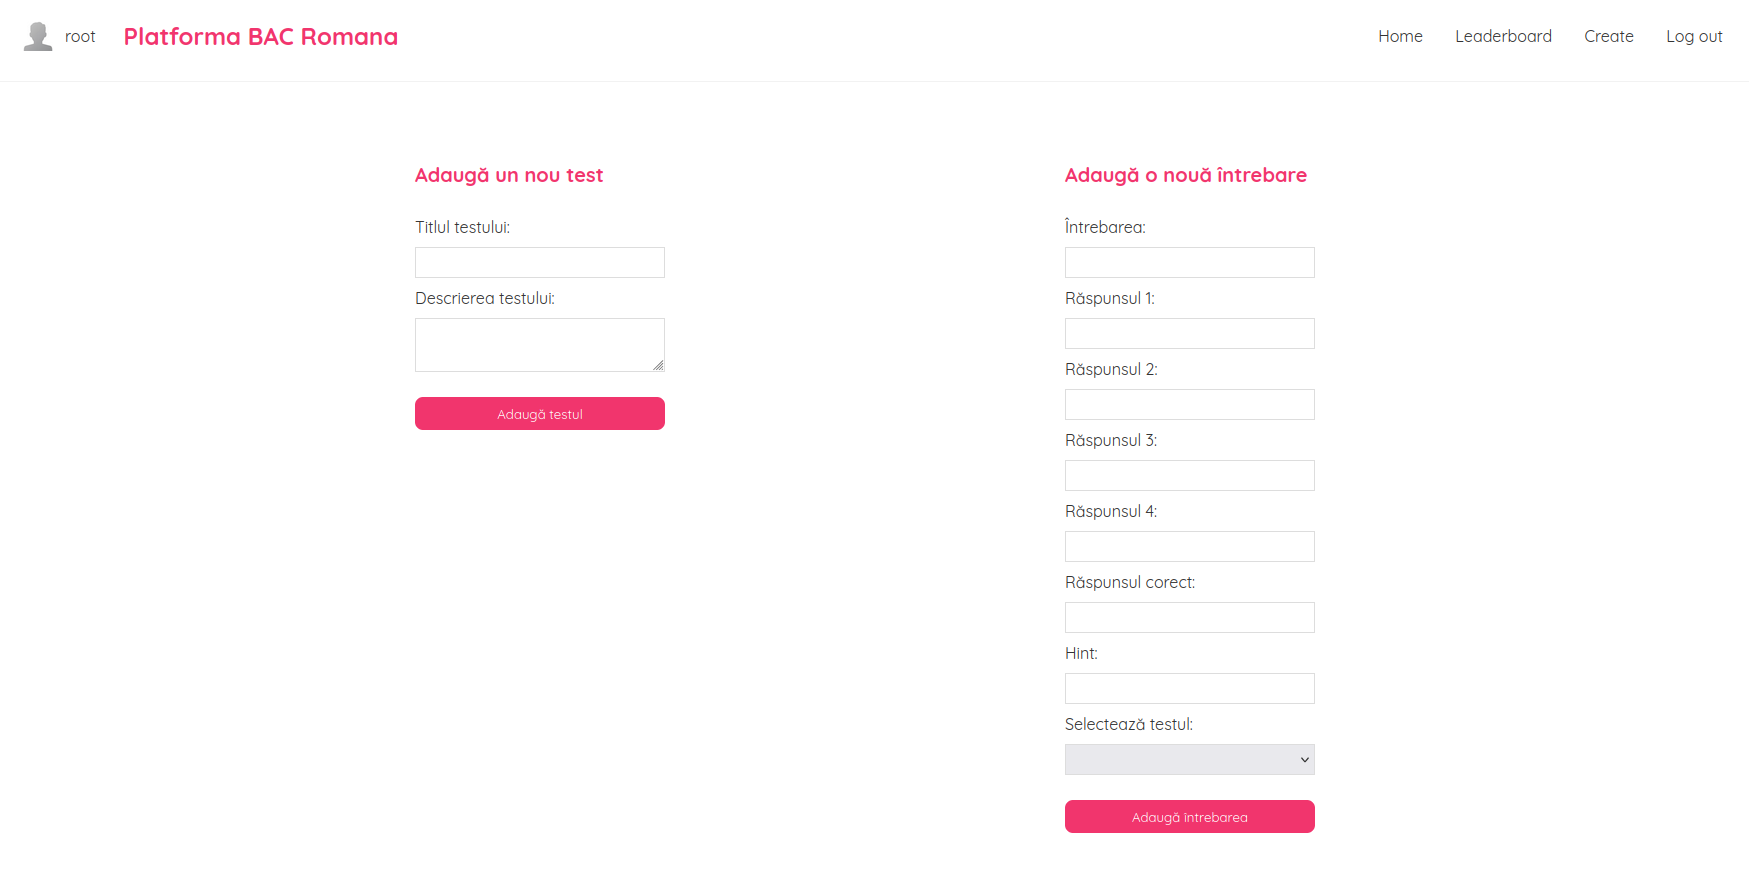 root
Platforma BAC Romana
Home
Leaderboard
Create
Log out
Adaugă un nou test
Titlul testului:
Descrierea testului:
Adaugă testul
Adaugă o nouă întrebare
Întrebarea:
Răspunsul 1:
Răspunsul 2:
Răspunsul 3:
Răspunsul 4:
Răspunsul corect:
Hint:
Selectează testul:
Adaugă întrebarea